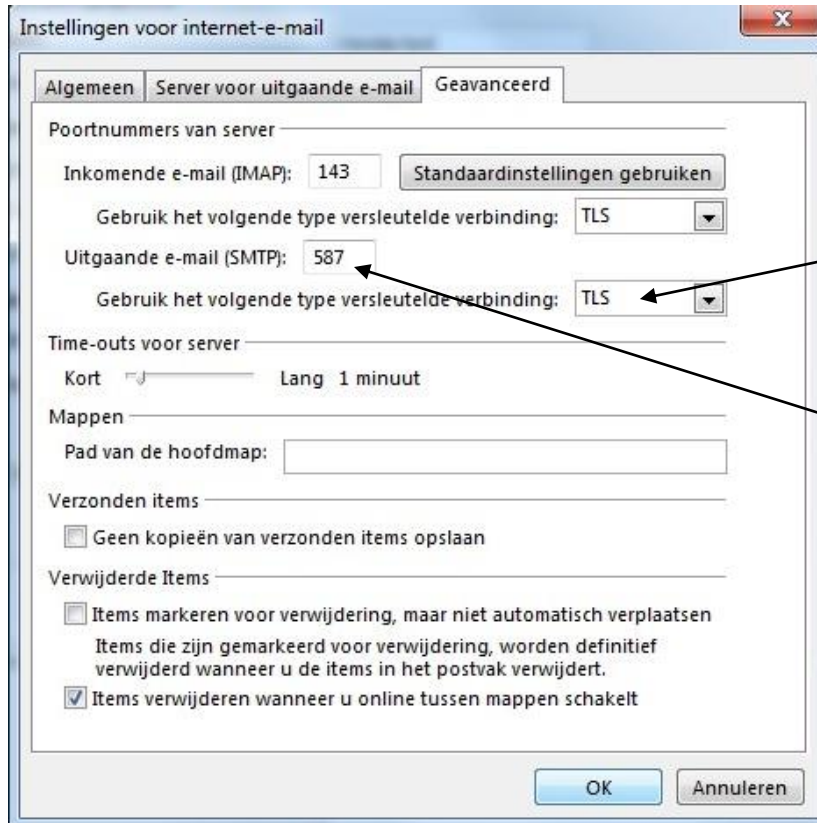 Instellingen voor internet-e-mail
Algemeen Server voor uitgaande e-mail Geavanceerd
Poortnummers van server
Inkomende e-mail (IMAP): 143 Standaardinstellingen gebruiken
Gebruik het volgende type versleutelde verbinding: TLS
Uitgaande e-mail (SMTP): 587
Gebruik het volgende type versleutelde verbinding: TLS
Time-outs voor server
Kort Lang 1 minuut
Mappen
Pad van de hoofdmap:
Verzonden items
Geen kopieën van verzonden items opslaan
Verwijderde Items
Items markeren voor verwijdering, maar niet automatisch verplaatsen
Items die zijn gemarkeerd voor verwijdering, worden definitief
verwijderd wanneer u de items in het postvak verwijdert.
Items verwijderen wanneer u online tussen mappen schakelt
OK Annuleren